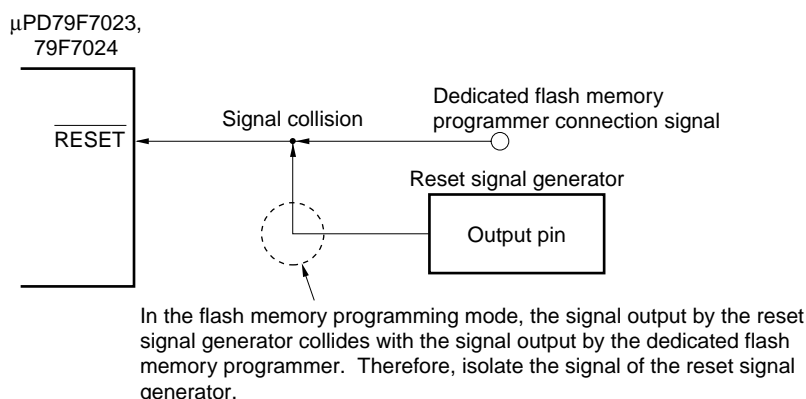 μPD79F7023,
79F7024
RESET
Signal collision
Dedicated flash memory
programmer connection signal
Reset signal generator
Output pin
In the flash memory programming mode, the signal output by the reset
signal generator collides with the signal output by the dedicated flash
memory programmer.  Therefore, isolate the signal of the reset signal
generator.